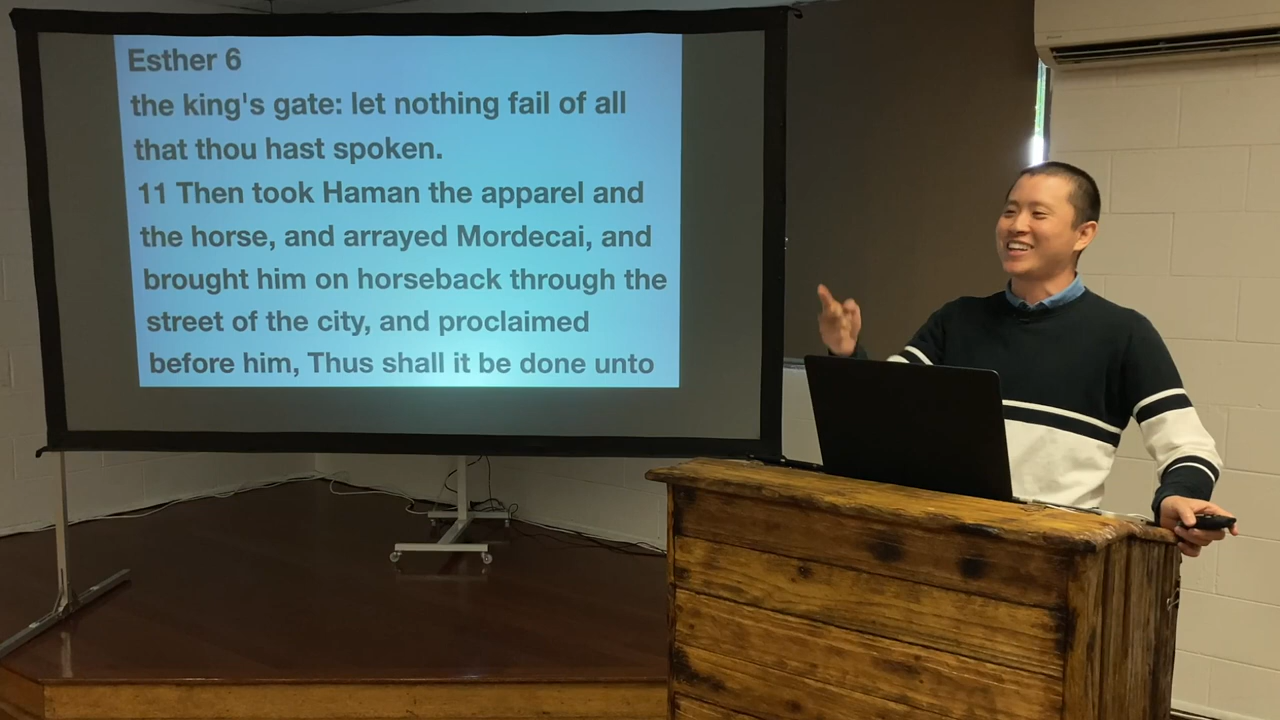 Esther 6
the king's gate: let nothing fail of all
that thou hast spoken.
11 Then took Haman the apparel and
the horse, and arrayed Mordecai, and
brought him on horseback through the
street of the city, and proclaimed
before him, Thus shall it be done unto